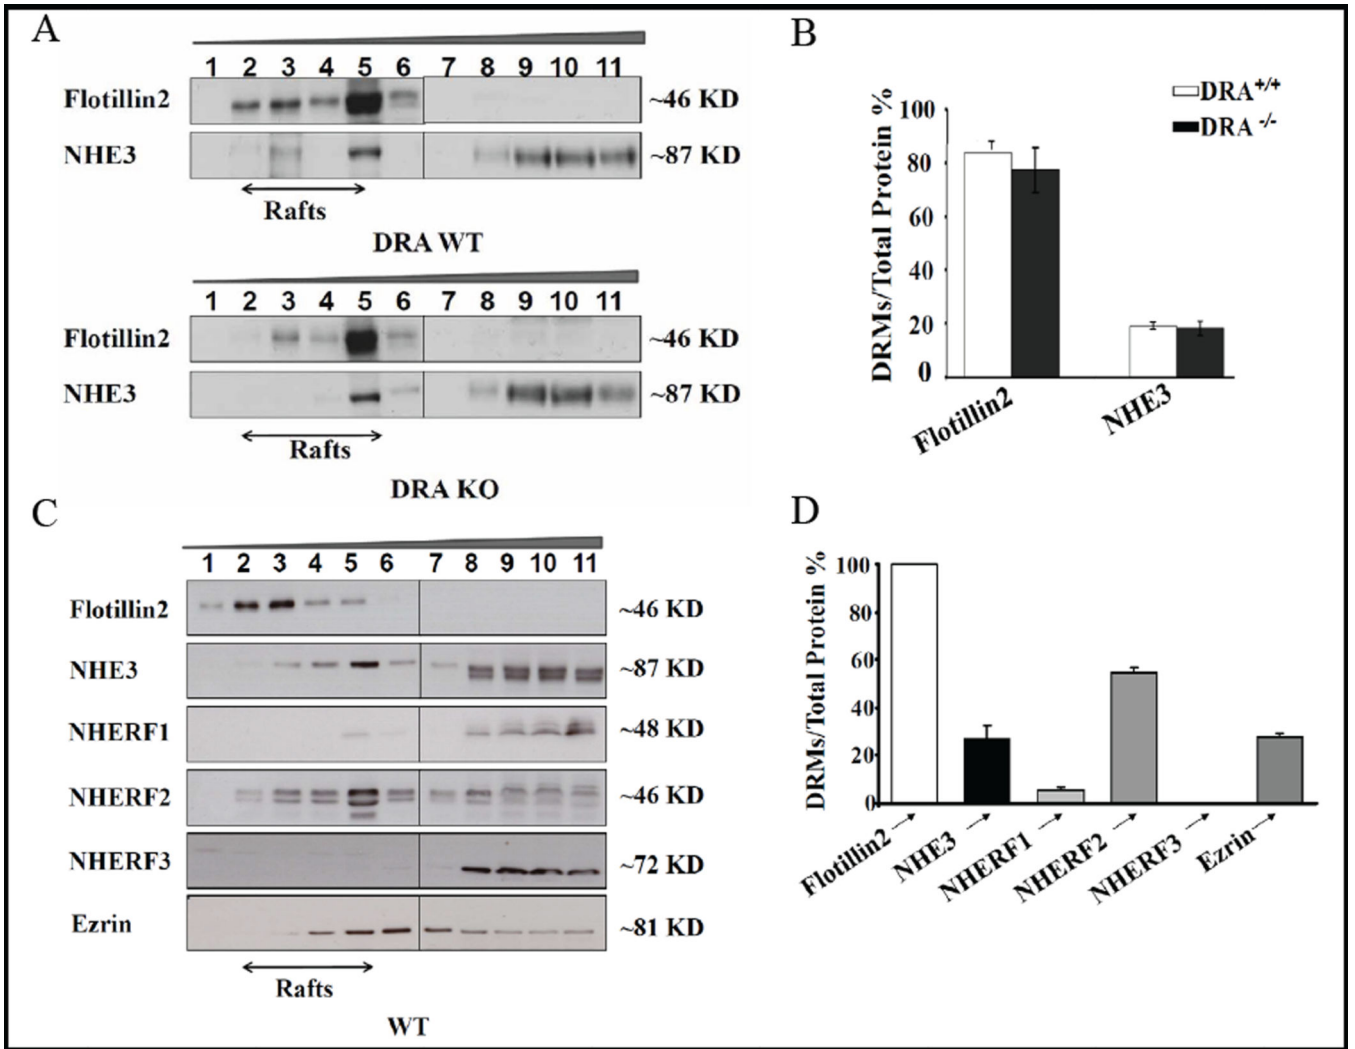 A
1 2 3 4 5 6 7 8 9 10 11
Flotillin2 ~46 KD
NHE3 ~87 KD
Rafts
DRA WT
1 2 3 4 5 6 7 8 9 10 11
Flotillin2 ~46 KD
NHE3 ~87 KD
Rafts
DRA KO
B
DRA+/+
DRA -/-
DRMs/Total Protein %
100
80
60
40
20
0
Flotillin2
NHE3
C
1 2 3 4 5 6 7 8 9 10 11
Flotillin2 ~46 KD
NHE3 ~87 KD
NHERF1 ~48 KD
NHERF2 ~46 KD
NHERF3 ~72 KD
Ezrin ~81 KD
Rafts
WT
D
DRMs/Total Protein %
100
80
60
40
20
0
Flotillin2
NHE3
NHERF1
NHERF2
NHERF3
Ezrin